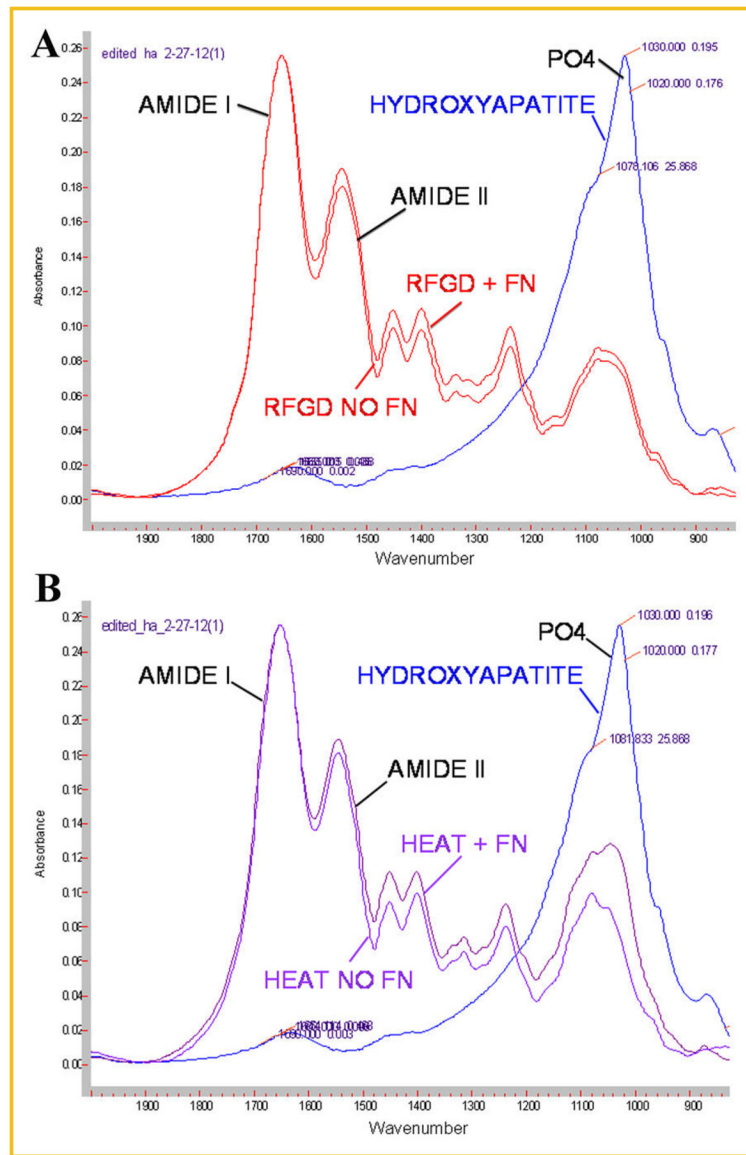 A
edited ha 2-27-12(1)
0.26
0.24
0.22
0.20
0.18
0.16
0.14
0.12
0.10
0.08
0.06
0.04
0.02
0.00
Absorbance
AMIDE I
AMIDE II
PO4
HYDROXYAPATITE
1030.000 0.195
1020.000 0.176
1078.106 25.868
RFGD + FN
RFGD NO FN
1690.000 0.002
1900 1800 1700 1600 1500 1400 1300 1200 1100 1000 900
Wavenumber
B
edited_ha_2-27-12(1)
0.26
0.24
0.22
0.20
0.18
0.16
0.14
0.12
0.10
0.08
0.06
0.04
0.02
0.00
Absorbance
AMIDE I
AMIDE II
PO4
HYDROXYAPATITE
1030.000 0.196
1020.000 0.177
1081.833 25.868
HEAT + FN
HEAT NO FN
1900 1800 1700 1600 1500 1400 1300 1200 1100 1000 900
Wavenumber